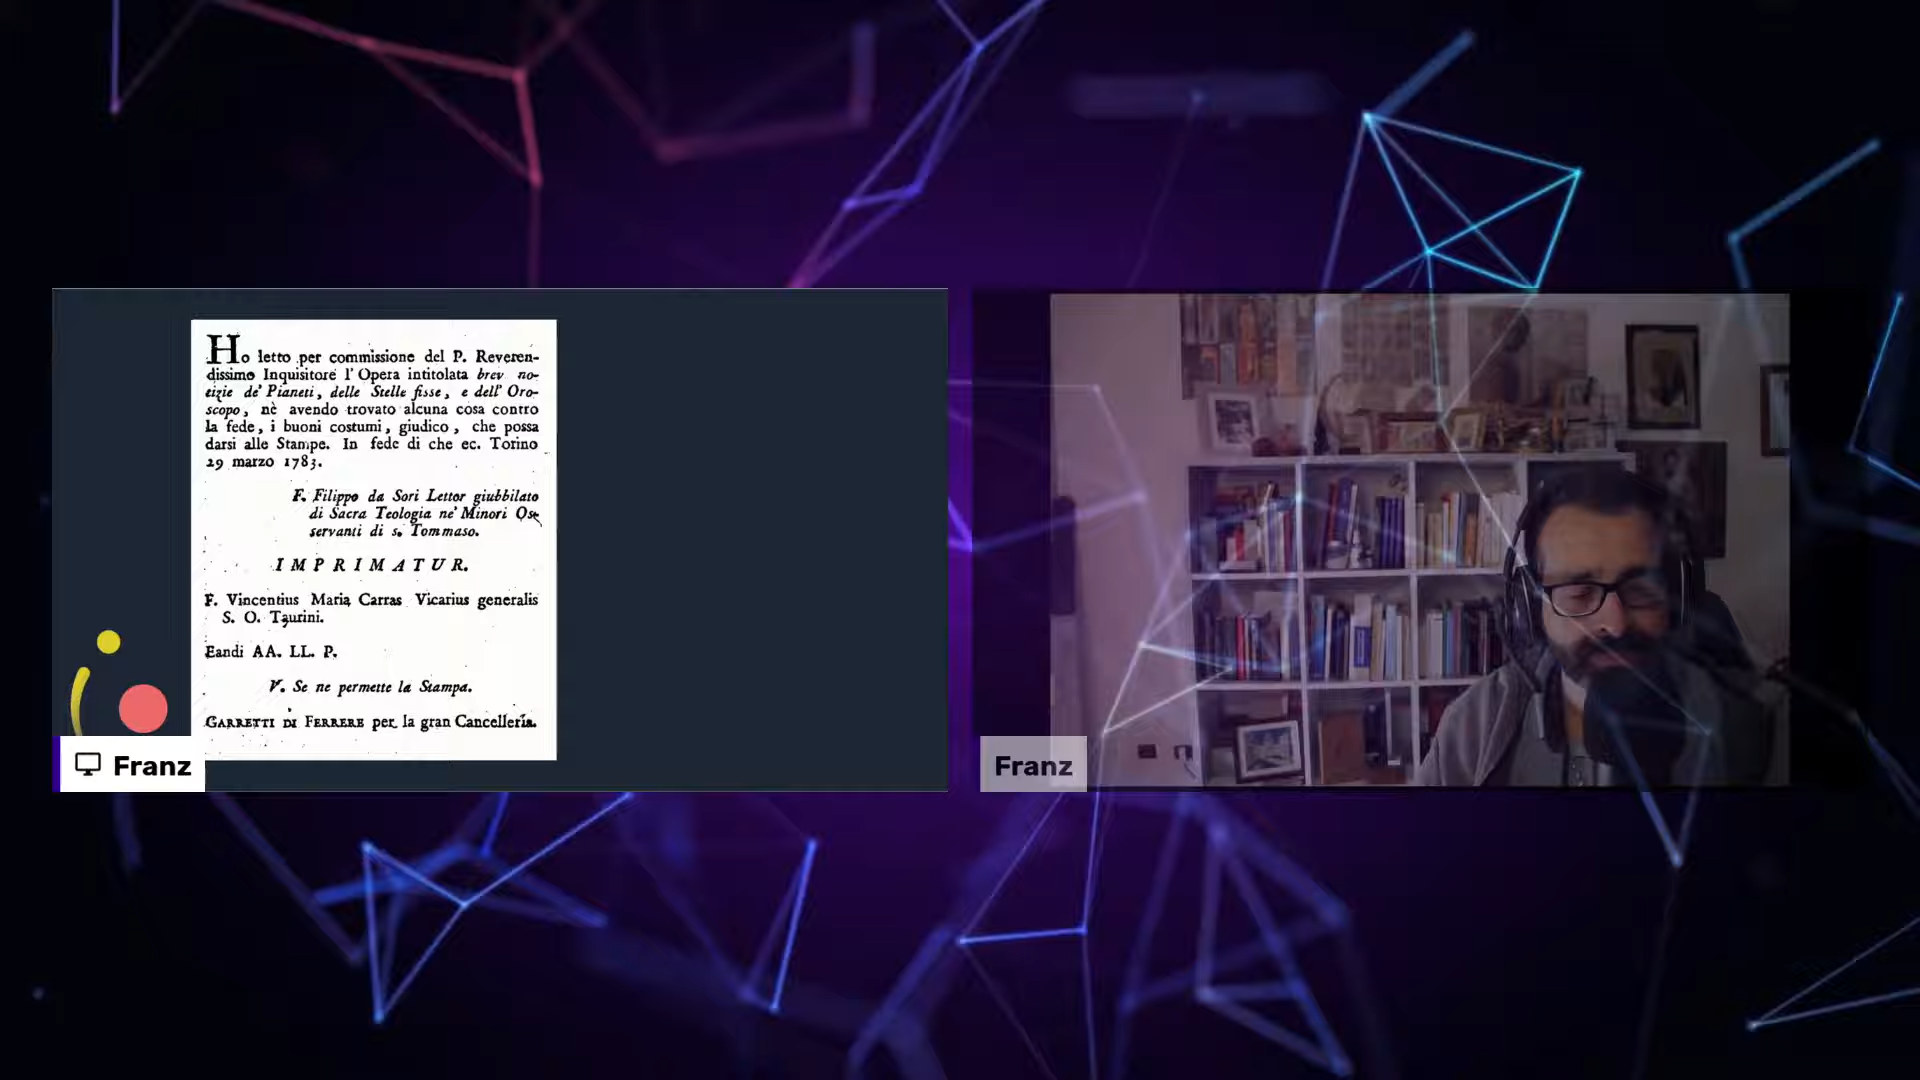 Ho letto per commissione del P. Reveren-
dissimo Inquisitore l' Opera intitolata brev no-
tizie de' Pianeti, delle Stelle fisse, e dell' Oro-
scopo, nè avendo trovato alcuna cosa contro
la fede, i buoni costumi, giudico, che possa
darsi alle Stampe. In fede di che ec. Torino
29 marzo 1783.
F. Filippo da Sori Lettor giubbilato
di Sacra Teologia ne' Minori Os-
servanti di s. Tommaso.
IMPRIMATUR.
F. Vincentius Maria Carras Vicarius generalis
S. O. Taurini.
Eandi AA. LL. P.
V. Se ne permette la Stampa.
GARRETTI DI FERRERE per la gran Cancelleria.
Franz
Franz